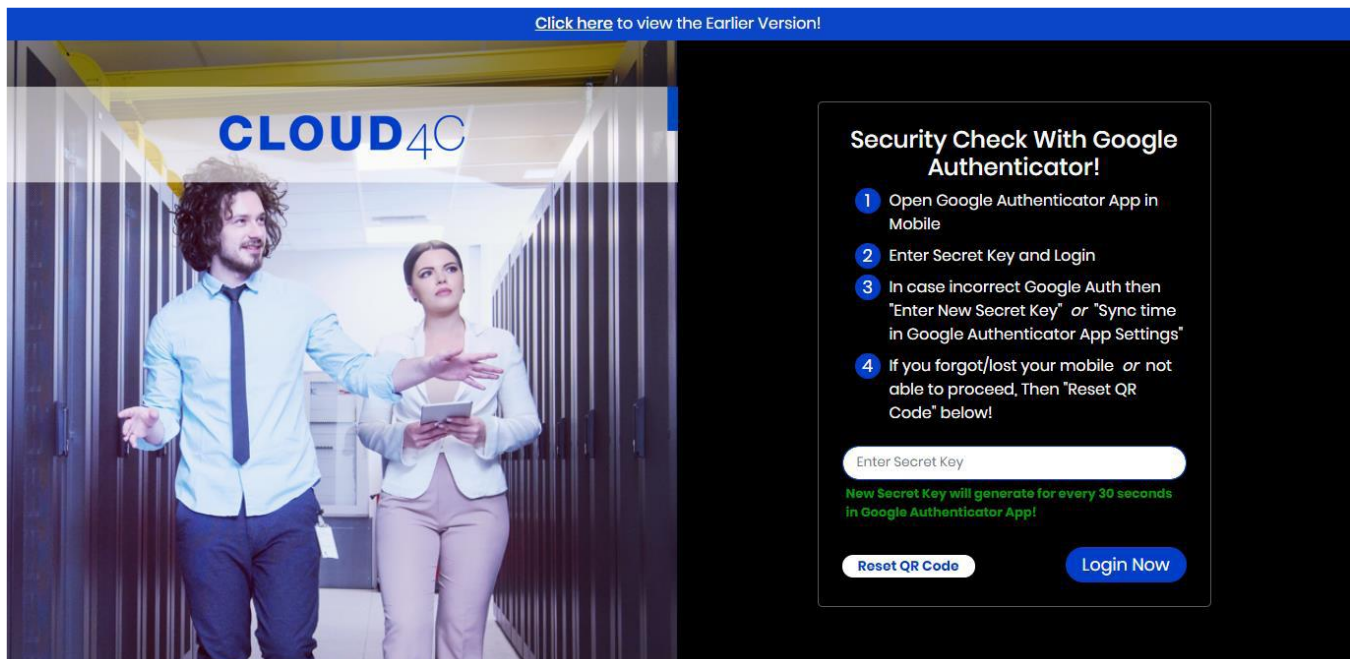 Click here to view the Earlier Version!
CLOUD4C
Security Check With Google
Authenticator!
1 Open Google Authenticator App in
Mobile
2 Enter Secret Key and Login
3 In case incorrect Google Auth then
"Enter New Secret Key" or "Sync time
in Google Authenticator App Settings"
4 If you forgot/lost your mobile or not
able to proceed, Then "Reset QR
Code" below!
Enter Secret Key
New Secret Key will generate for every 30 seconds
in Google Authenticator App!
Reset QR Code
Login Now